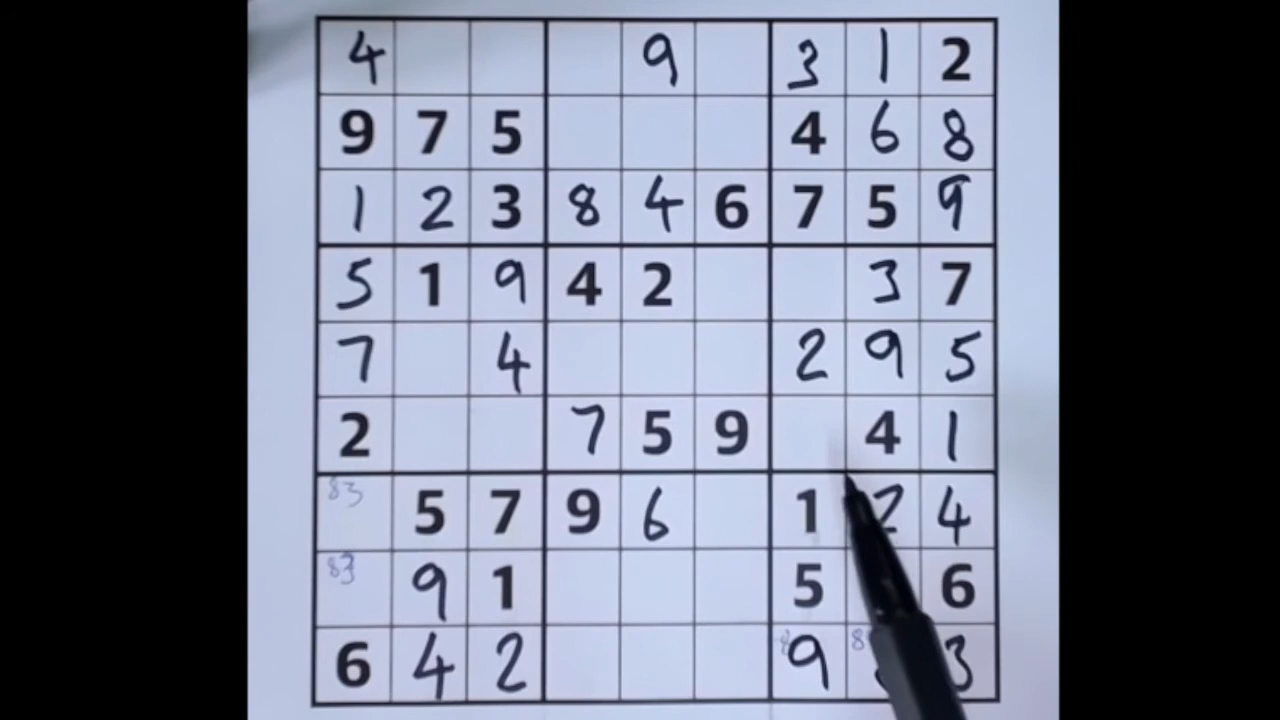 4 9 3 1 2
9 7 5 4 6 8
1 2 3 8 4 6 7 5 9
5 1 9 4 2 3 7
7 4 2 9 5
2 7 5 9 4 1
83 5 7 9 6 1 2 4
83 9 1 5 6
6 4 2 8 9 8 3